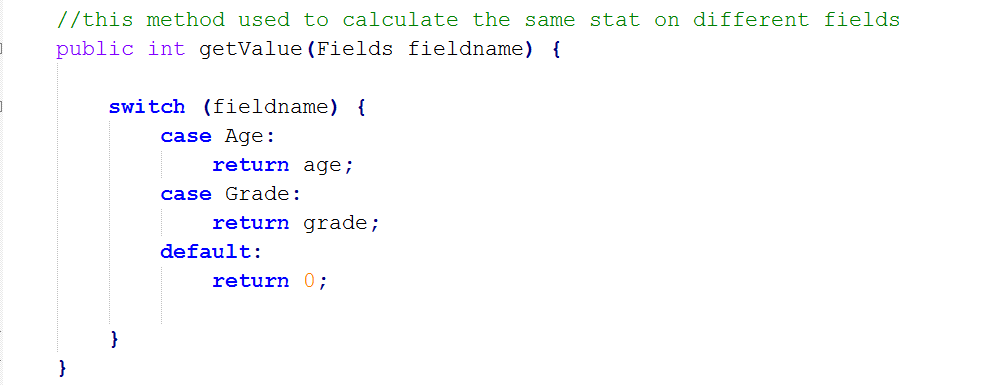 //this method used to calculate the same stat on different fields
public int getValue(Fields fieldname) {
switch (fieldname) {
case Age:
return age;
case Grade:
return grade;
default:
return 0;
}
}